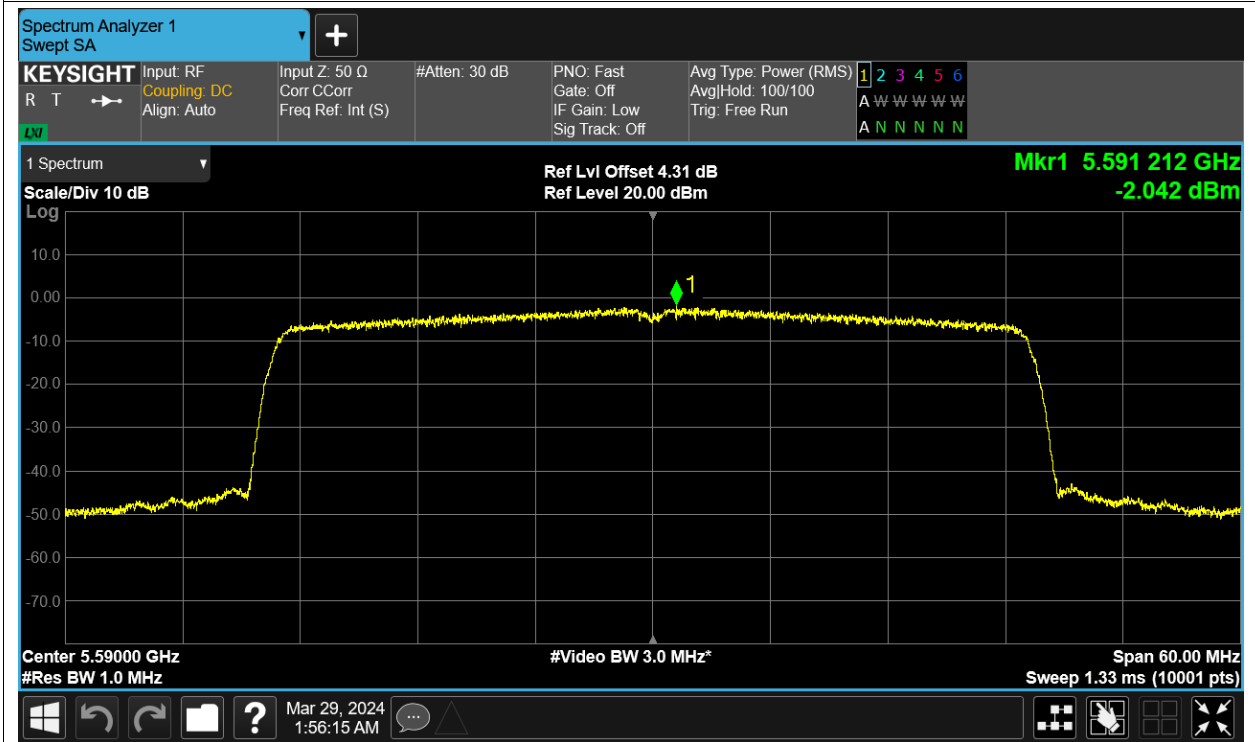 Spectrum Analyzer 1
Swept SA
+
KEYSIGHT
R T
LXI
Input: RF
Coupling: DC
Align: Auto
Input Z: 50 Ω
Corr CCorr
Freq Ref: Int (S)
#Atten: 30 dB
PNO: Fast
Gate: Off
IF Gain: Low
Sig Track: Off
Avg Type: Power (RMS)
Avg|Hold: 100/100
Trig: Free Run
1 2 3 4 5 6
A W W W W W
A N N N N N
1 Spectrum
Scale/Div 10 dB
Ref Lvl Offset 4.31 dB
Ref Level 20.00 dBm
Mkr1 5.591 212 GHz
-2.042 dBm
Log
10.0
0.00
-10.0
-20.0
-30.0
-40.0
-50.0
-60.0
-70.0
1
Center 5.59000 GHz
#Res BW 1.0 MHz
#Video BW 3.0 MHz*
Span 60.00 MHz
Sweep 1.33 ms (10001 pts)
?
Mar 29, 2024
1:56:15 AM